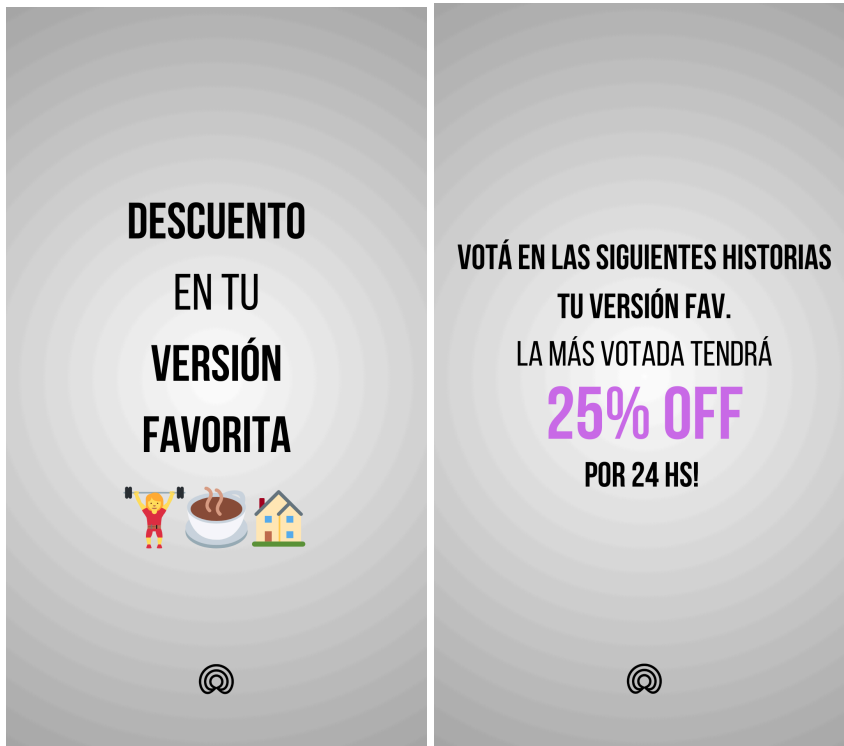 DESCUENTO
EN TU
VERSIÓN
FAVORITA
VOTÁ EN LAS SIGUIENTES HISTORIAS
TU VERSIÓN FAV.
LA MÁS VOTADA TENDRÁ
25% OFF
POR 24 HS!